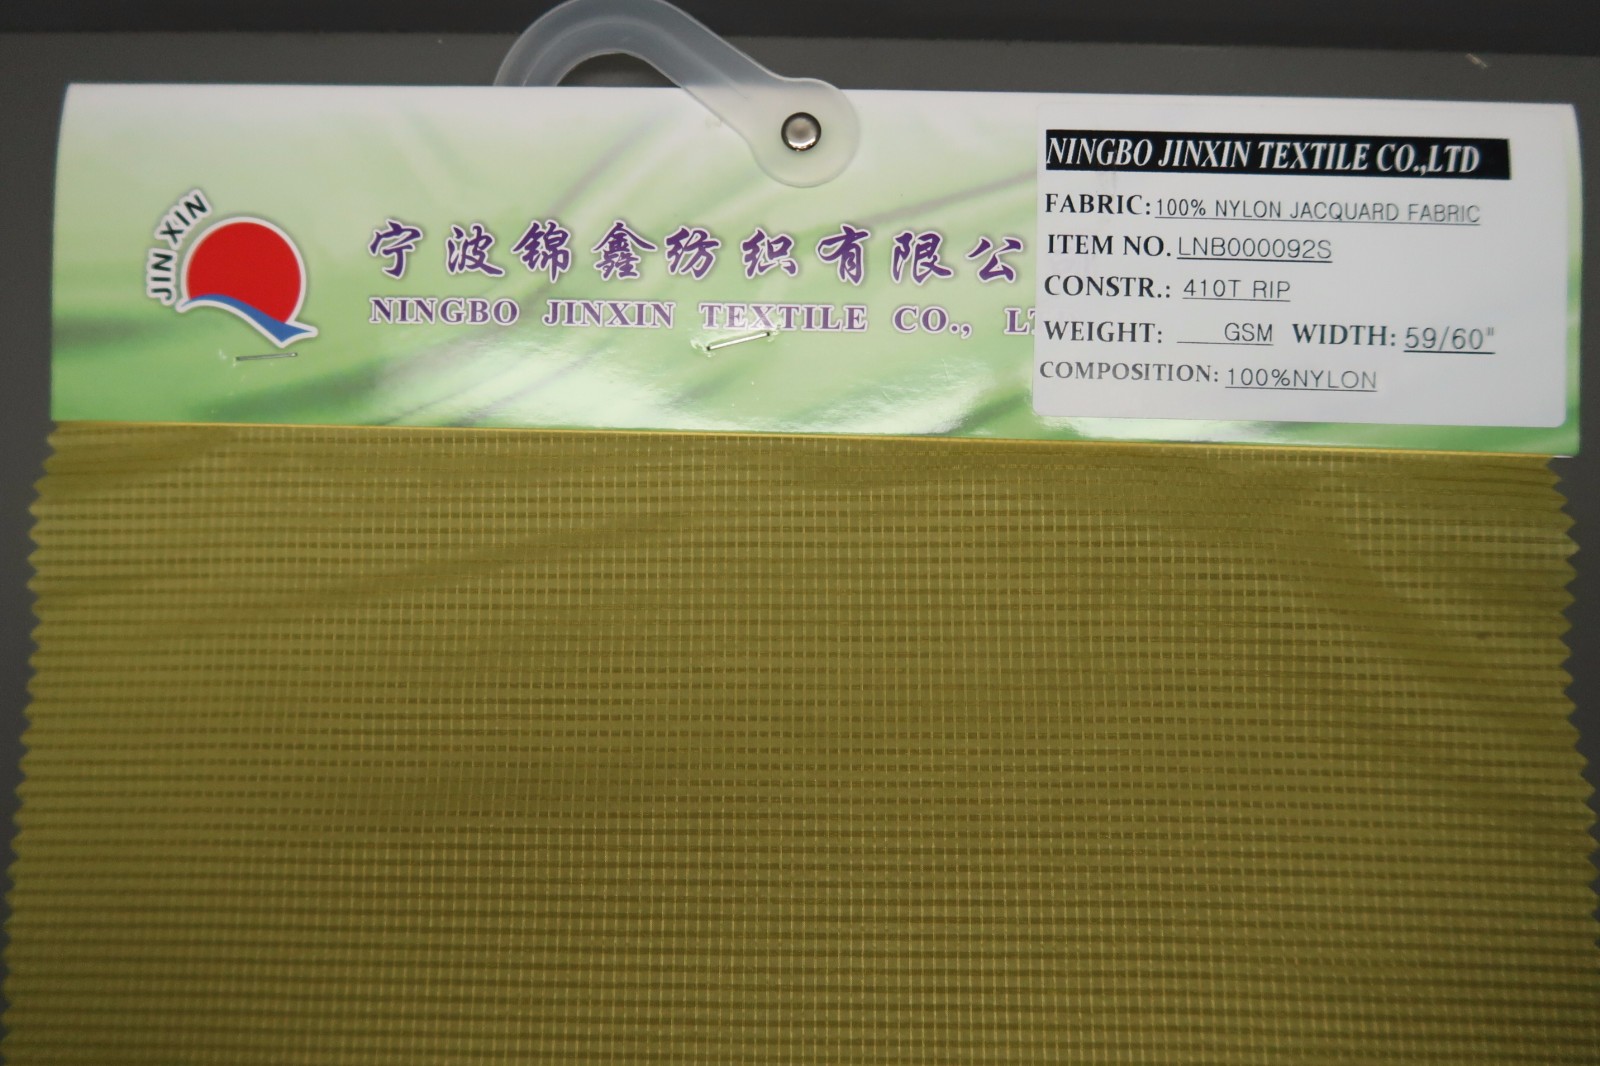 JIN XIN
宁波锦鑫纺织有限公
NINGBO JINXIN TEXTILE CO., LT
NINGBO JINXIN TEXTILE CO.,LTD
FABRIC: 100% NYLON JACQUARD FABRIC
ITEM NO. LNB000092S
CONSTR.: 410T RIP
WEIGHT: ___GSM WIDTH: 59/60"
COMPOSITION: 100%NYLON